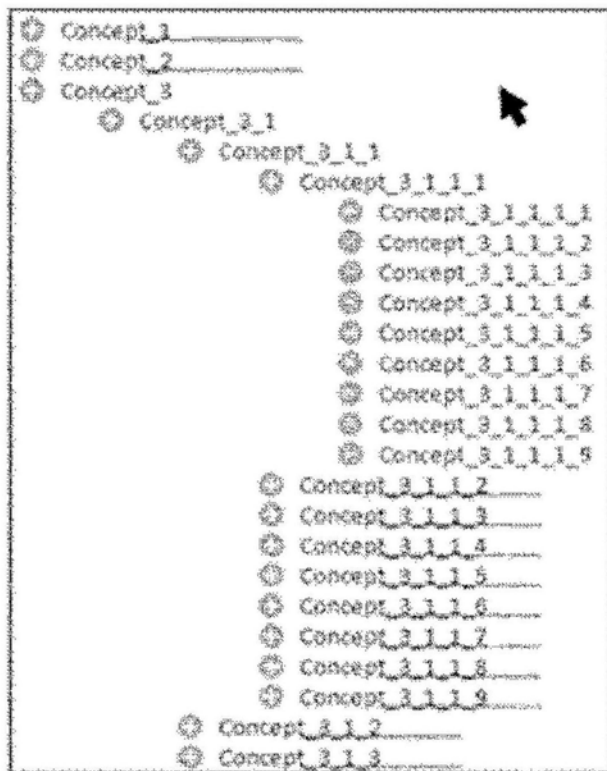 Concept_1
Concept_2
Concept_3
Concept_3_1
Concept_3_1_1
Concept_3_1_1_1
Concept_3_1_1_1_1
Concept_3_1_1_1_2
Concept_3_1_1_1_3
Concept_3_1_1_1_4
Concept_3_1_1_1_5
Concept_3_1_1_1_6
Concept_3_1_1_1_7
Concept_3_1_1_1_8
Concept_3_1_1_1_9
Concept_3_1_1_2
Concept_3_1_1_3
Concept_3_1_1_4
Concept_3_1_1_5
Concept_3_1_1_6
Concept_3_1_1_7
Concept_3_1_1_8
Concept_3_1_1_9
Concept_3_1_2
Concept_3_1_3